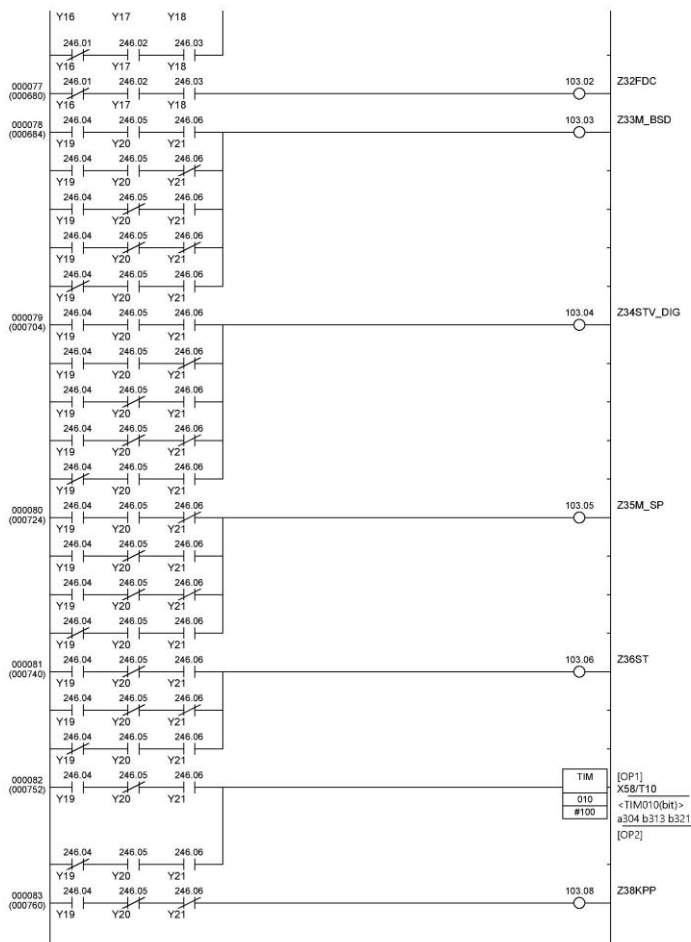 Y16 Y17 Y18
246.01 246.02 246.03
Y16 Y17 Y18
000077 246.01 246.02 246.03 103.02 Z32FDC
(000680) Y16 Y17 Y18
000078 246.04 246.05 246.06 103.03 Z33M_BSD
(000684) Y19 Y20 Y21
246.04 246.05 246.06
Y19 Y20 Y21
246.04 246.05 246.06
Y19 Y20 Y21
246.04 246.05 246.06
Y19 Y20 Y21
246.04 246.05 246.06
Y19 Y20 Y21
000079 246.04 246.05 246.06 103.04 Z34STV_DIG
(000704) Y19 Y20 Y21
246.04 246.05 246.06
Y19 Y20 Y21
246.04 246.05 246.06
Y19 Y20 Y21
246.04 246.05 246.06
Y19 Y20 Y21
246.04 246.05 246.06
Y19 Y20 Y21
000080 246.04 246.05 246.06 103.05 Z35M_SP
(000724) Y19 Y20 Y21
246.04 246.05 246.06
Y19 Y20 Y21
246.04 246.05 246.06
Y19 Y20 Y21
246.04 246.05 246.06
Y19 Y20 Y21
000081 246.04 246.05 246.06 103.06 Z36ST
(000740) Y19 Y20 Y21
246.04 246.05 246.06
Y19 Y20 Y21
246.04 246.05 246.06
Y19 Y20 Y21
000082 246.04 246.05 246.06 TIM [OP1]
(000752) Y19 Y20 Y21 X58/T10
010 <TIM010(bit)>
#100 a304 b313 b321
[OP2]
246.04 246.05 246.06
Y19 Y20 Y21
000083 246.04 246.05 246.06 103.08 Z38KPP
(000760) Y19 Y20 Y21